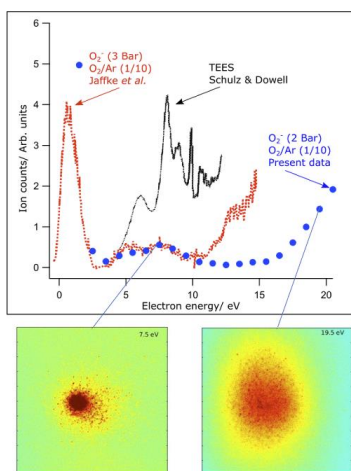 6
5
4
3
2
1
0
Ion counts/ Arb. units
O₂⁻ (3 Bar)
O₂/Ar (1/10)
Jaffke et al.
TEES
Schulz & Dowell
O₂⁻ (2 Bar)
O₂/Ar (1/10)
Present data
0 5 10 15 20
Electron energy/ eV
7.5 eV
19.5 eV